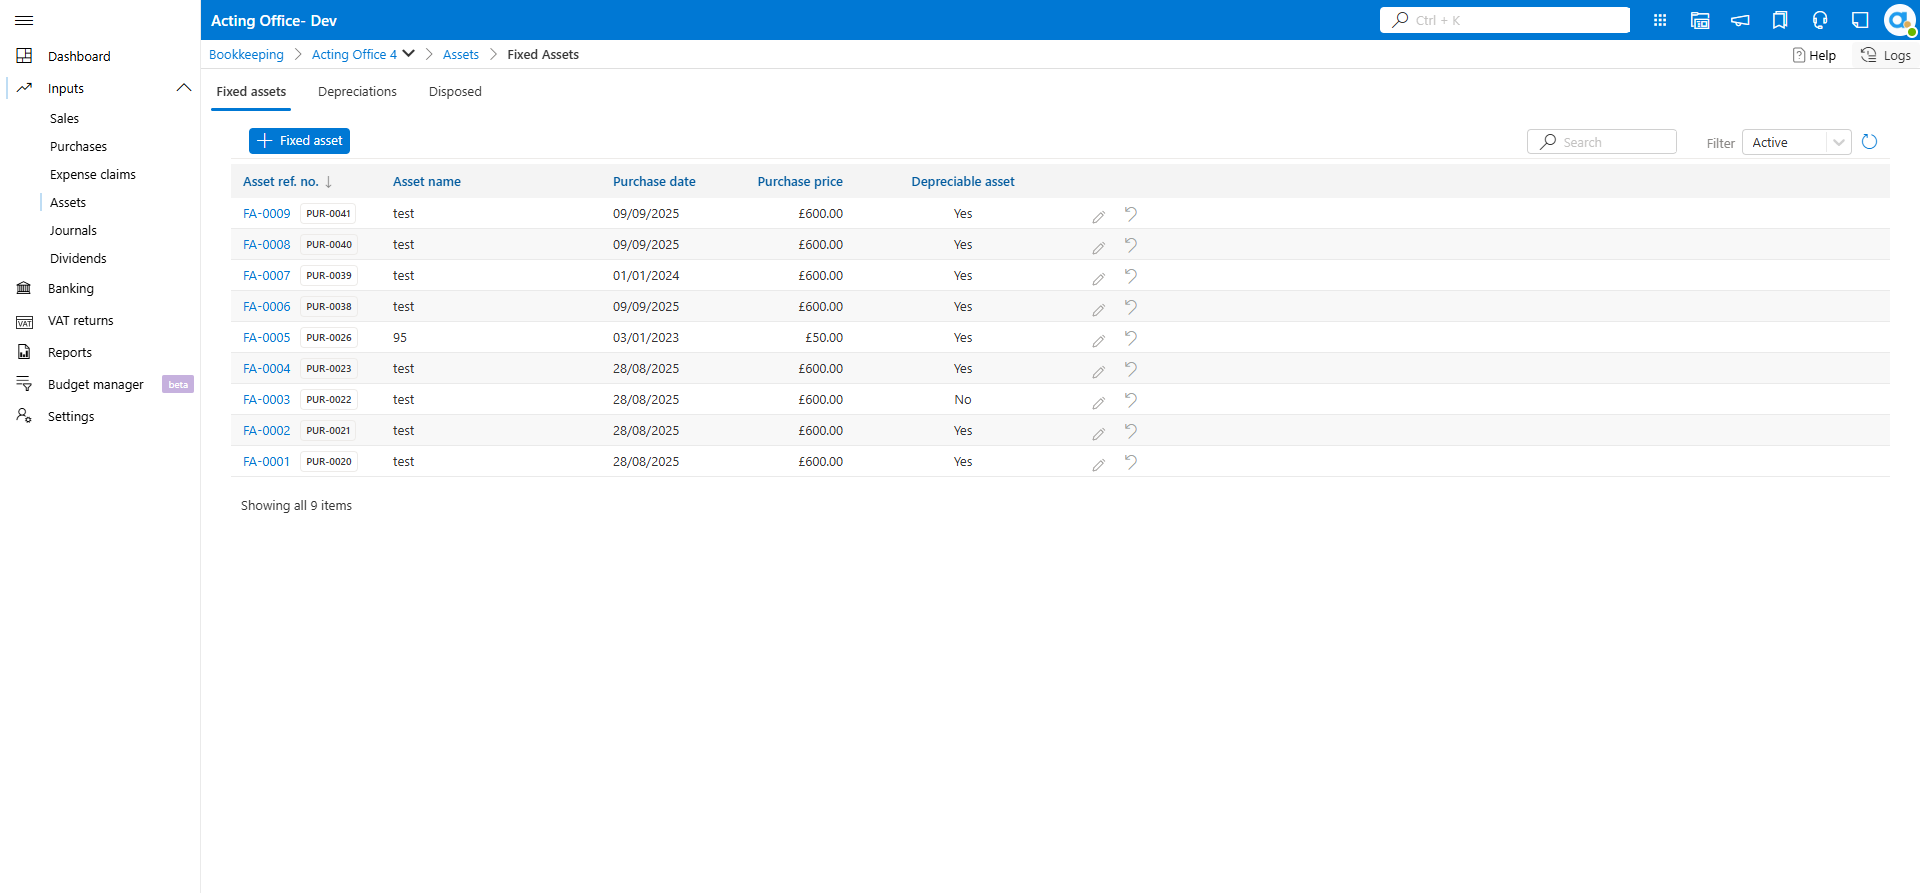 Acting Office- Dev
Ctrl + K
Bookkeeping
Acting Office 4
Assets
Fixed Assets
Help
Logs
Dashboard
Inputs
Sales
Purchases
Expense claims
Assets
Journals
Dividends
Banking
VAT
VAT returns
Reports
Budget manager
beta
Settings
Fixed assets
Depreciations
Disposed
Fixed asset
Search
Filter
Active
Asset ref. no. Asset name Purchase date Purchase price Depreciable asset
FA-0009 PUR-0041 test 09/09/2025 £600.00 Yes
FA-0008 PUR-0040 test 09/09/2025 £600.00 Yes
FA-0007 PUR-0039 test 01/01/2024 £600.00 Yes
FA-0006 PUR-0038 test 09/09/2025 £600.00 Yes
FA-0005 PUR-0026 95 03/01/2023 £50.00 Yes
FA-0004 PUR-0023 test 28/08/2025 £600.00 Yes
FA-0003 PUR-0022 test 28/08/2025 £600.00 No
FA-0002 PUR-0021 test 28/08/2025 £600.00 Yes
FA-0001 PUR-0020 test 28/08/2025 £600.00 Yes
Showing all 9 items